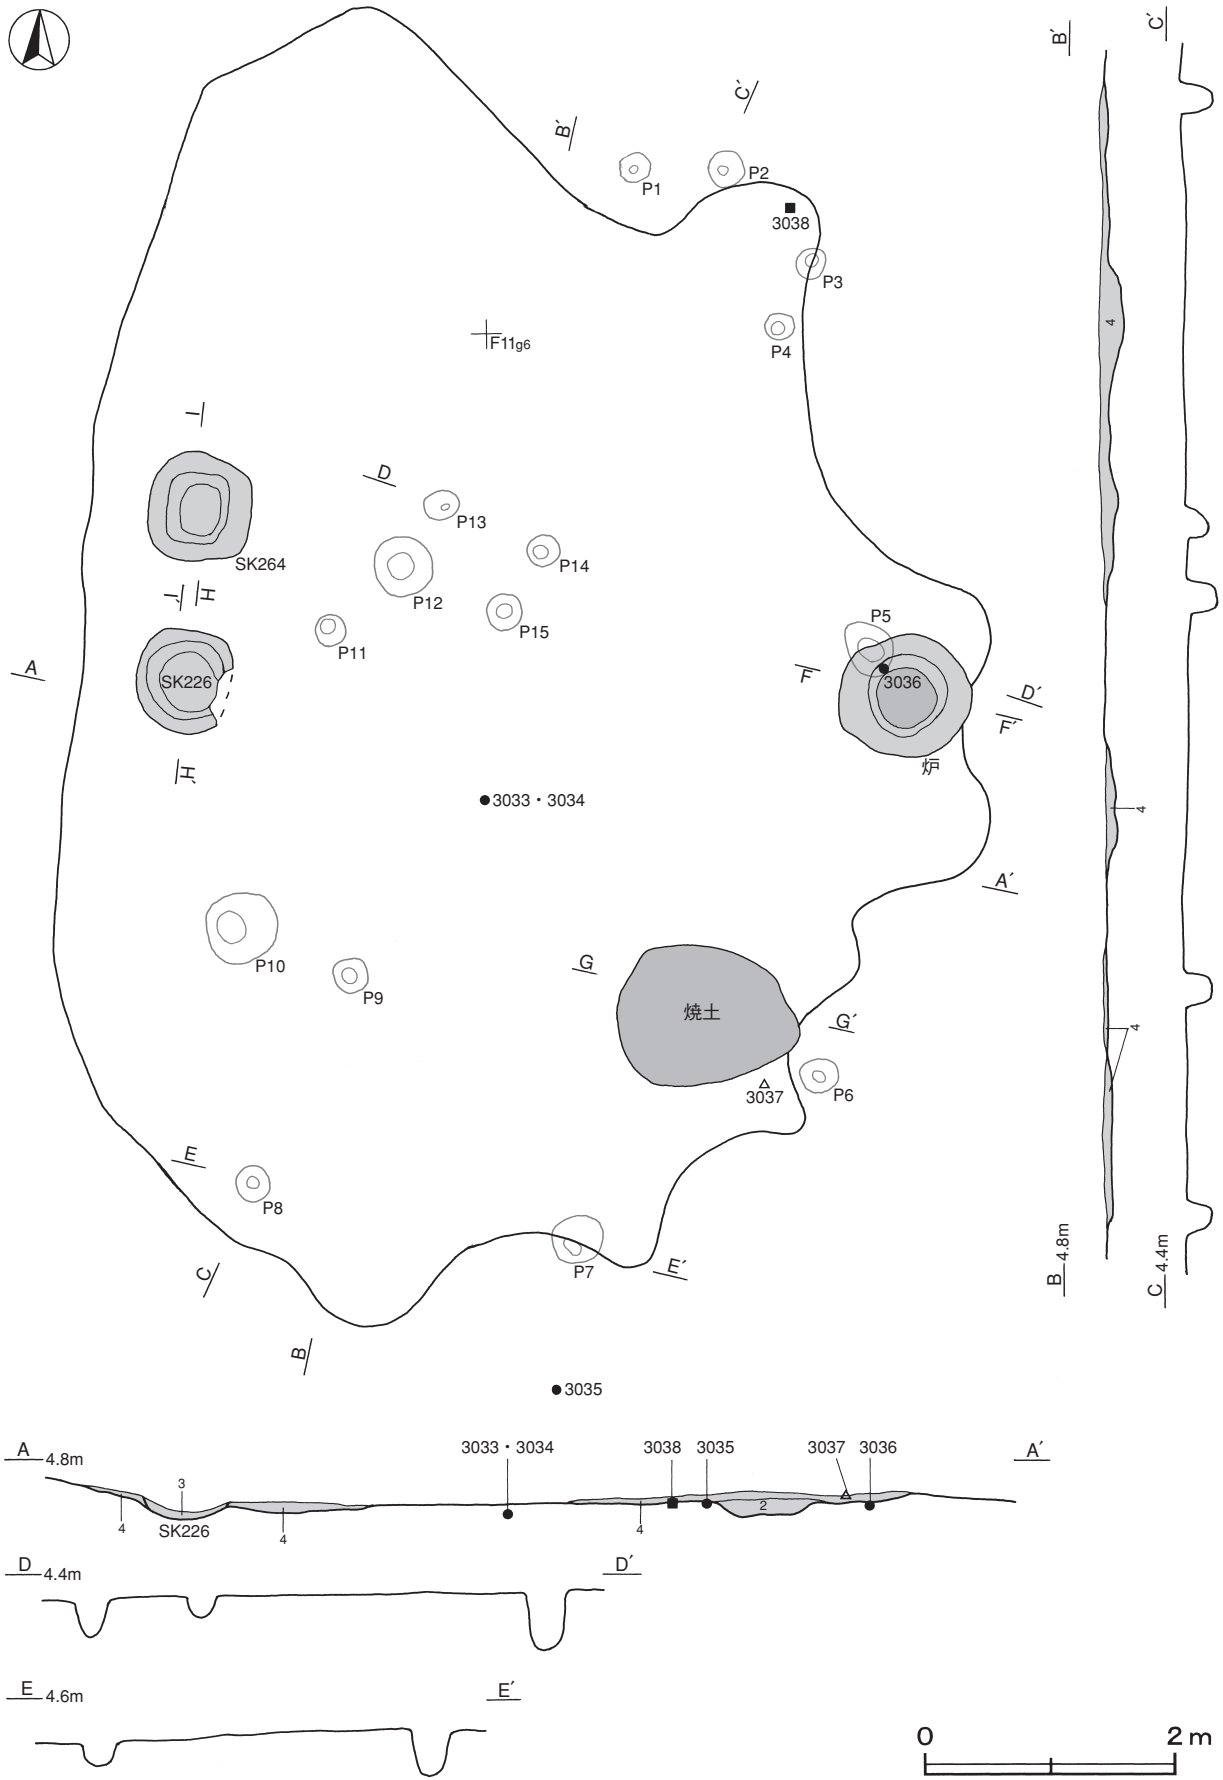 B´
C´
C´
B´
P1
P2
3038
P3
P4
F11g6
4
I
D
P13
SK264
P14
P12
I´
H
P15
P11
P5
A
SK226
F
3036
D´
F´
炉
H´
3033・3034
4
A´
G
P10
P9
焼土
G´
4
3037
P6
E
P8
P7
E´
C
B 4.8m
C 4.4m
B
3035
A 4.8m
3033・3034
3038
3035
3037
3036
A´
3
2
4
SK226
4
4
D 4.4m
D´
E 4.6m
E´
0
2 m